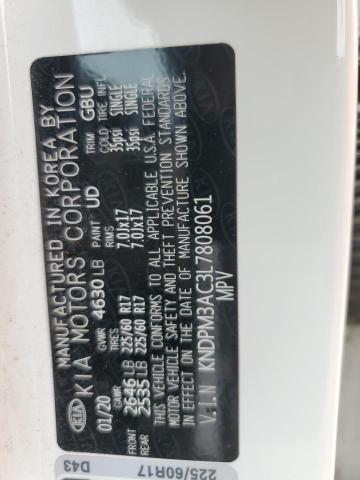 MANUFACTURED IN KOREA BY
KIA KIA MOTORS CORPORATION
01/20 GVWR 4630 LB PAINT UD TRIM GBU
GAWR TIRES RIMS COLD TIRE INFL
FRT 2646 LB 225/60 R17 7.0JX17 35psi SINGLE
REAR 2535 LB 225/60 R17 7.0JX17 35psi SINGLE
THIS VEHICLE CONFORMS TO ALL APPLICABLE U.S.A. FEDERAL
MOTOR VEHICLE SAFETY AND THEFT PREVENTION STANDARDS
IN EFFECT ON THE DATE OF MANUFACTURE SHOWN ABOVE.
V.I.N KNDPM3AC3L7808061
MPV
D43
225/60R17